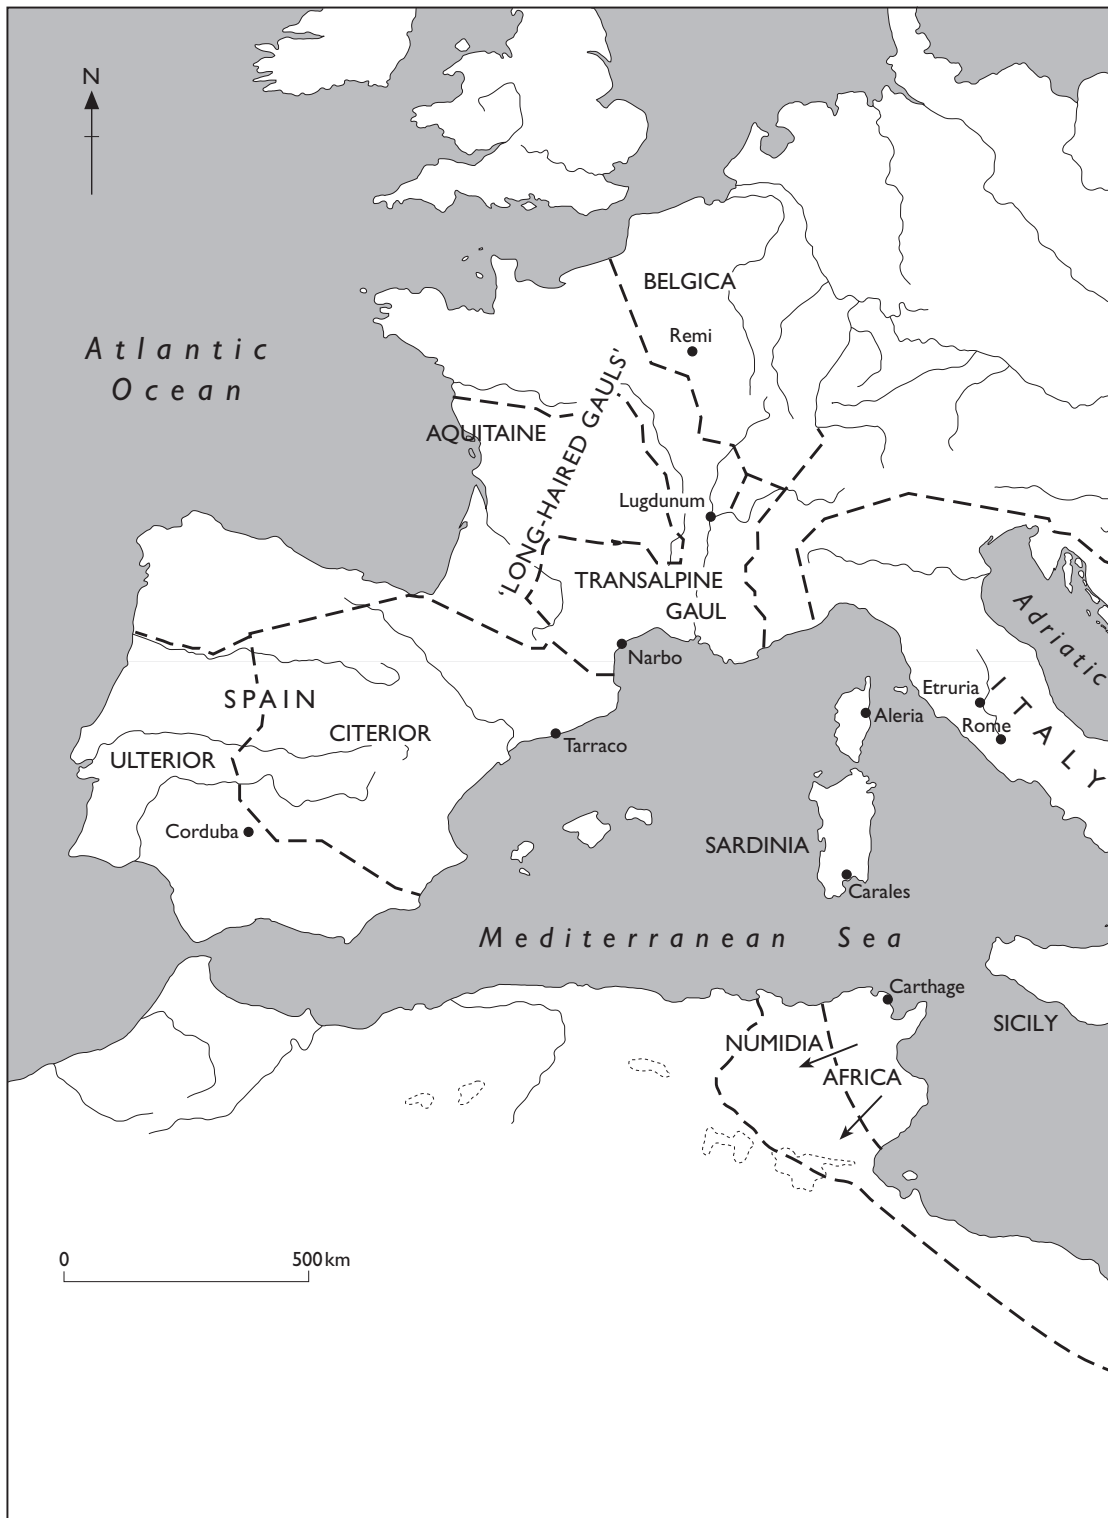 N
BELGICA
Remi
Atlantic
Ocean
'LONG-HAIRED GAULS'
AQUITAINE
Lugdunum
TRANSALPINE
GAUL
Adriatic
Narbo
SPAIN
CITERIOR
ULTERIOR
Tarraco
Corduba
Etruria
Rome
ITALY
Aleria
SARDINIA
Carales
Mediterranean Sea
Carthage
SICILY
NUMIDIA
AFRICA
0 500 km